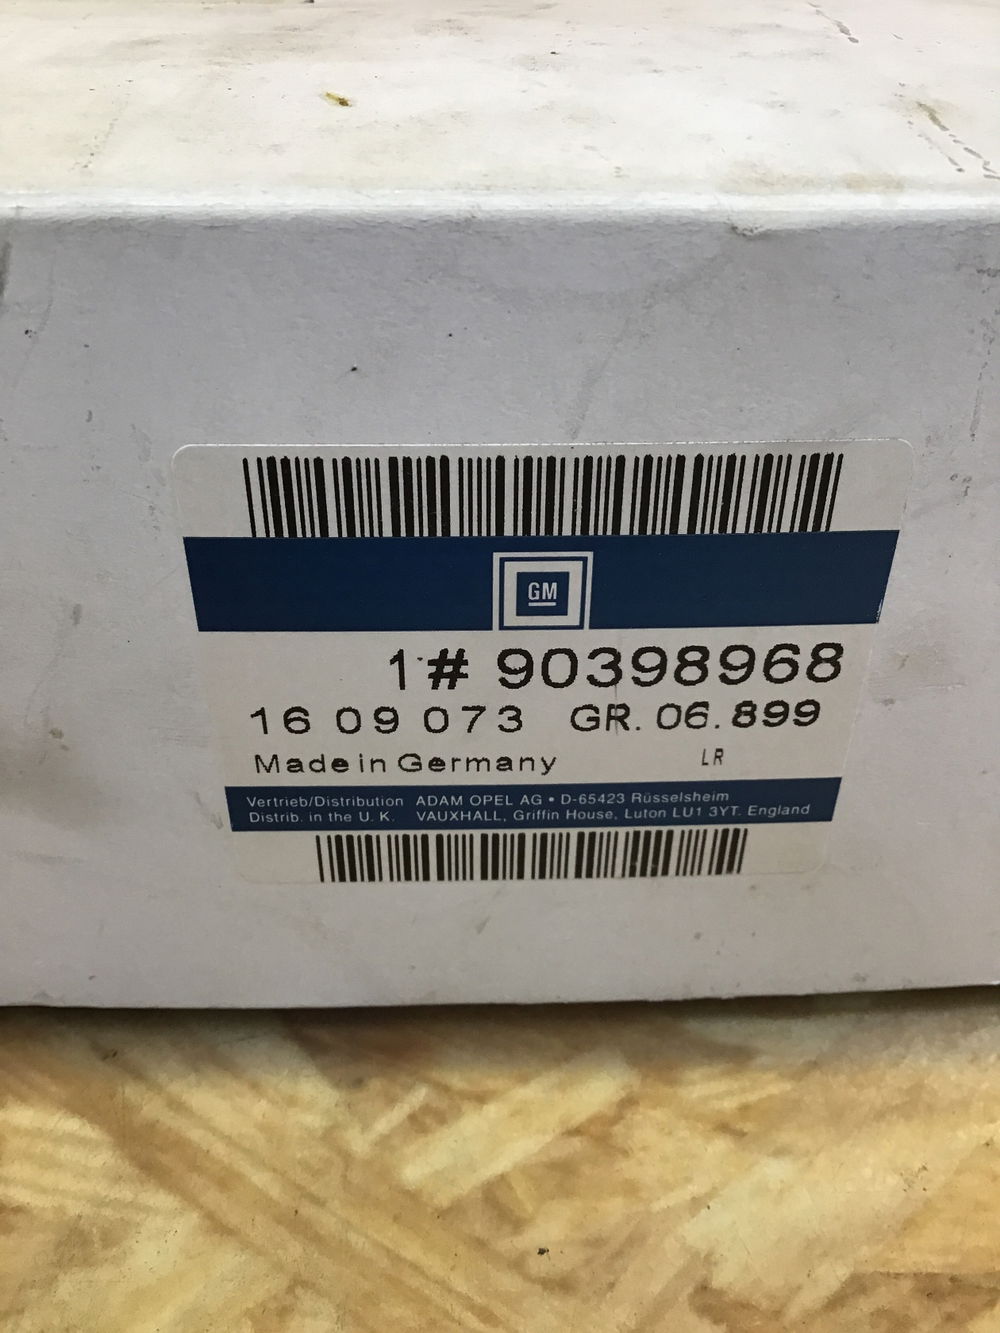 GM
1 # 90398968
16 09 073 GR. 06.899
Made in Germany LR
Vertrieb/Distribution ADAM OPEL AG • D-65423 Rüsselsheim
Distrib. in the U. K. VAUXHALL, Griffin House, Luton LU1 3YT. England